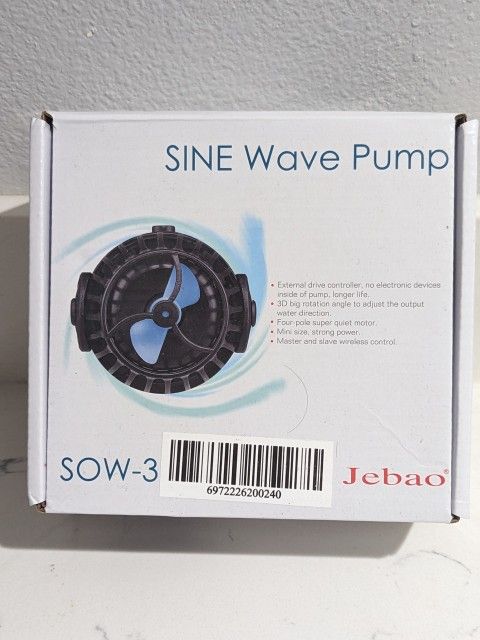 SINE Wave Pump
• External drive controller, no electronic devices
inside of pump, longer life.
• 3D big rotation angle to adjust the output
water direction.
• Four-pole super quiet motor.
• Mini size, strong power.
• Master and slave wireless control.
SOW-3
6972226200240
Jebao®